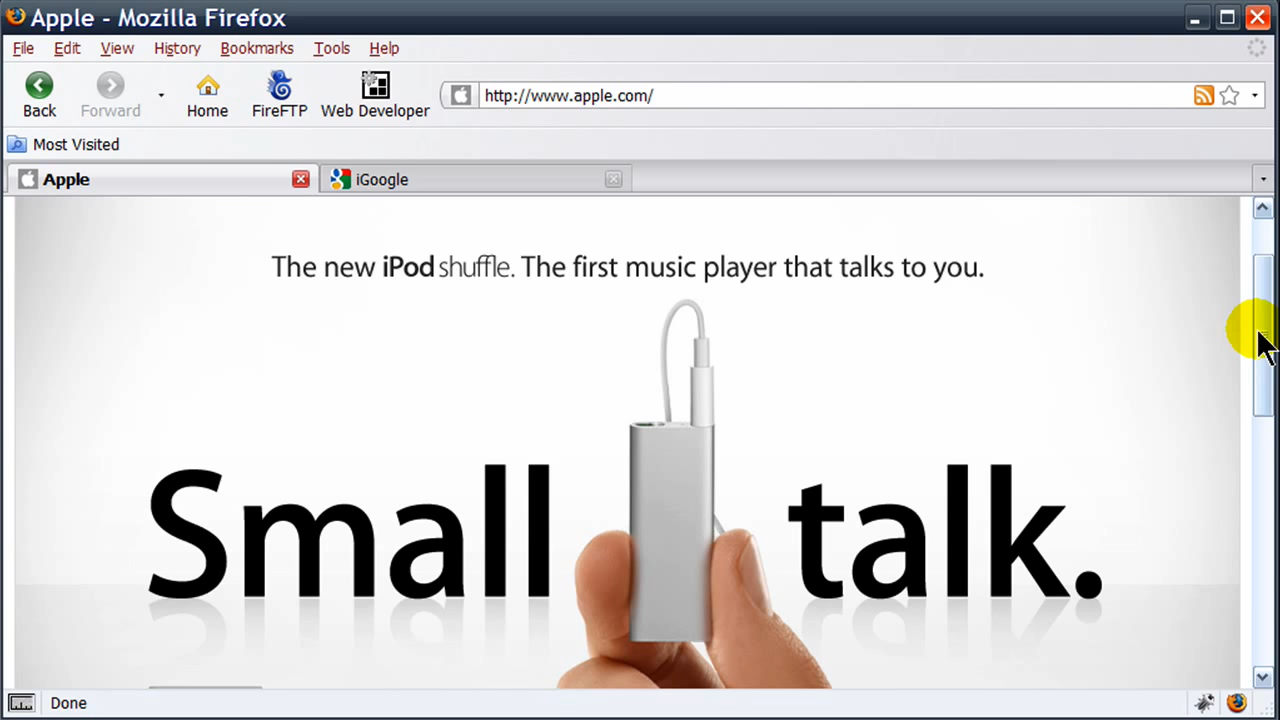 Apple - Mozilla Firefox
File Edit View History Bookmarks Tools Help
Back Forward Home FireFTP Web Developer http://www.apple.com/
Most Visited
Apple iGoogle
The new iPod shuffle. The first music player that talks to you.
Small talk.
Done